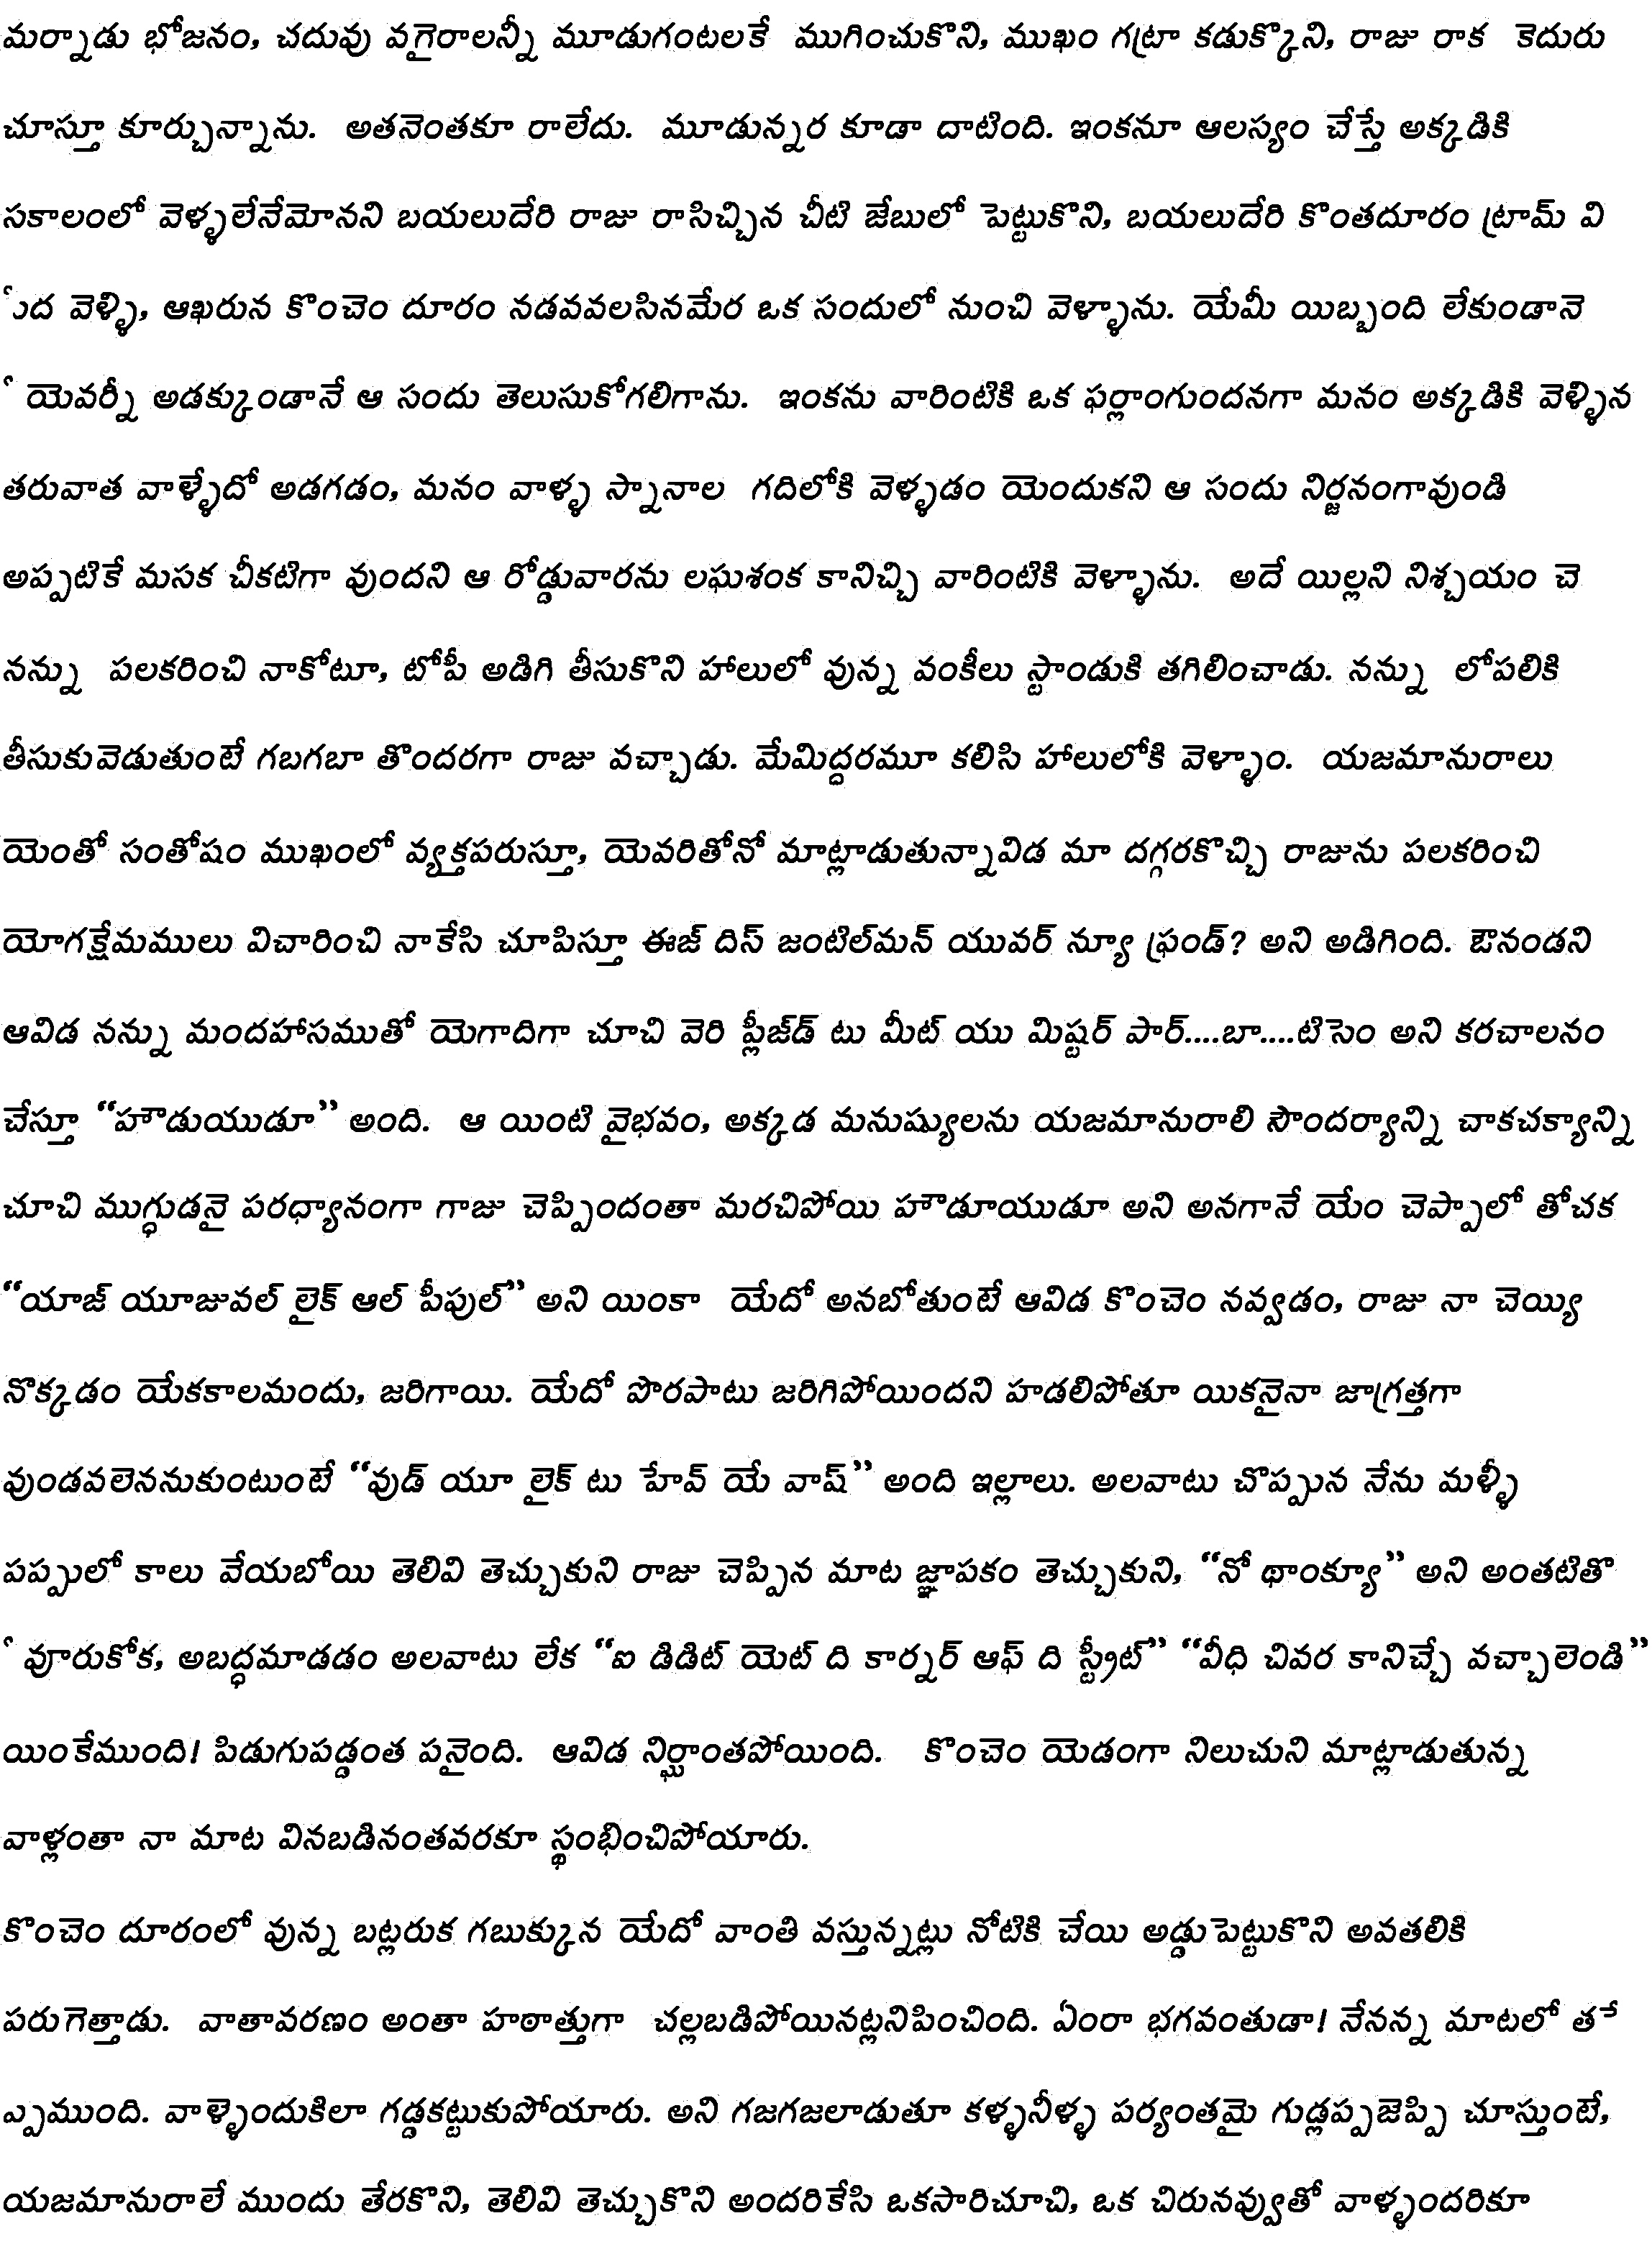 మర్నాడు భోజనం, చదువు వగైరాలన్నీ మూడుగంటలకే ముగించుకొని, ముఖం గట్రా కడుక్కొని, రాజు రాక కెదురు
చూస్తూ కూర్చున్నాను. అతనెంతకూ రాలేదు. మూడున్నర కూడా దాటింది. ఇంకనూ ఆలస్యం చేస్తే అక్కడికి
సకాలంలో వెళ్ళలేనేమోనని బయలుదేరి రాజు రాసిచ్చిన చీటి జేబులో పెట్టుకొని, బయలుదేరి కొంతదూరం ట్రామ్ వి
ూద వెళ్ళి, ఆఖరున కొంచెం దూరం నడవవలసినమేర ఒక సందులో నుంచి వెళ్ళాను. యేమీ యిబ్బంది లేకుండానె
ే యెవర్నీ అడక్కుండానే ఆ సందు తెలుసుకోగలిగాను. ఇంకను వారింటికి ఒక ఫర్లాంగుందనగా మనం అక్కడికి వెళ్ళిన
తరువాత వాళ్ళేదో అడగడం, మనం వాళ్ళ స్నానాల గదిలోకి వెళ్ళడం యెందుకని ఆ సందు నిర్జనంగావుండి
అప్పటికే మసక చీకటిగా వుందని ఆ రోడ్డువారను లఘశంక కానిచ్చి వారింటికి వెళ్ళాను. అదే యిల్లని నిశ్చయం చె
నన్ను పలకరించి నాకోటూ, టోపీ అడిగి తీసుకొని హాలులో వున్న వంకీలు స్టాండుకి తగిలించాడు. నన్ను లోపలికి
తీసుకువెడుతుంటే గబగబా తొందరగా రాజు వచ్చాడు. మేమిద్దరమూ కలిసి హాలులోకి వెళ్ళాం. యజమానురాలు
యెంతో సంతోషం ముఖంలో వ్యక్తపరుస్తూ, యెవరితోనో మాట్లాడుతున్నావిడ మా దగ్గరకొచ్చి రాజును పలకరించి
యోగక్షేమములు విచారించి నాకేసి చూపిస్తూ ఈజ్ దిస్ జంటిల్‌మన్ యువర్ న్యూ ఫ్రండ్? అని అడిగింది. ఔనండని
ఆవిడ నన్ను మందహాసముతో యెగాదిగా చూచి వెరి ప్లీజ్‌డ్ టు మీట్ యు మిష్టర్ పార్....బా....టిసెం అని కరచాలనం
చేస్తూ “హౌడుయుడూ” అంది. ఆ యింటి వైభవం, అక్కడ మనుష్యులను యజమానురాలి సౌందర్యాన్ని చాకచక్యాన్ని
చూచి ముగ్ధుడనై పరధ్యానంగా గాజు చెప్పిందంతా మరచిపోయి హౌడూయుడూ అని అనగానే యేం చెప్పాలో తోచక
“యాజ్ యూజువల్ లైక్ ఆల్ పీపుల్” అని యింకా యేదో అనబోతుంటే ఆవిడ కొంచెం నవ్వడం, రాజు నా చెయ్యి
నొక్కడం యేకకాలమందు, జరిగాయి. యేదో పొరపాటు జరిగిపోయిందని హడలిపోతూ యికనైనా జాగ్రత్తగా
వుండవలెననుకుంటుంటే “వుడ్ యూ లైక్ టు హేవ్ యే వాష్” అంది ఇల్లాలు. అలవాటు చొప్పున నేను మళ్ళీ
పప్పులో కాలు వేయబోయి తెలివి తెచ్చుకుని రాజు చెప్పిన మాట జ్ఞాపకం తెచ్చుకుని, “నో థాంక్యూ” అని అంతటితొ
ే వూరుకోక, అబద్ధమాడడం అలవాటు లేక “ఐ డిడిట్ యెట్ ది కార్నర్ ఆఫ్ ది స్ట్రీట్” “వీధి చివర కానిచ్చే వచ్చాలెండి”
యింకేముంది! పిడుగుపడ్డంత పనైంది. ఆవిడ నిర్ఘాంతపోయింది. కొంచెం యెడంగా నిలుచుని మాట్లాడుతున్న
వాళ్లంతా నా మాట వినబడినంతవరకూ స్థంభించిపోయారు.
కొంచెం దూరంలో వున్న బట్లరుక గబుక్కున యేదో వాంతి వస్తున్నట్లు నోటికి చేయి అడ్డుపెట్టుకొని అవతలికి
పరుగెత్తాడు. వాతావరణం అంతా హఠాత్తుగా చల్లబడిపోయినట్లనిపించింది. ఏంరా భగవంతుడా! నేనన్న మాటలో త ే
ప్పముంది. వాళ్ళెందుకిలా గడ్డకట్టుకుపోయారు. అని గజగజలాడుతూ కళ్ళనీళ్ళ పర్యంతమై గుడ్లప్పజెప్పి చూస్తుంటే,
యజమానురాలే ముందు తేరకొని, తెలివి తెచ్చుకొని అందరికేసి ఒకసారిచూచి, ఒక చిరునవ్వుతో వాళ్ళందరికూ